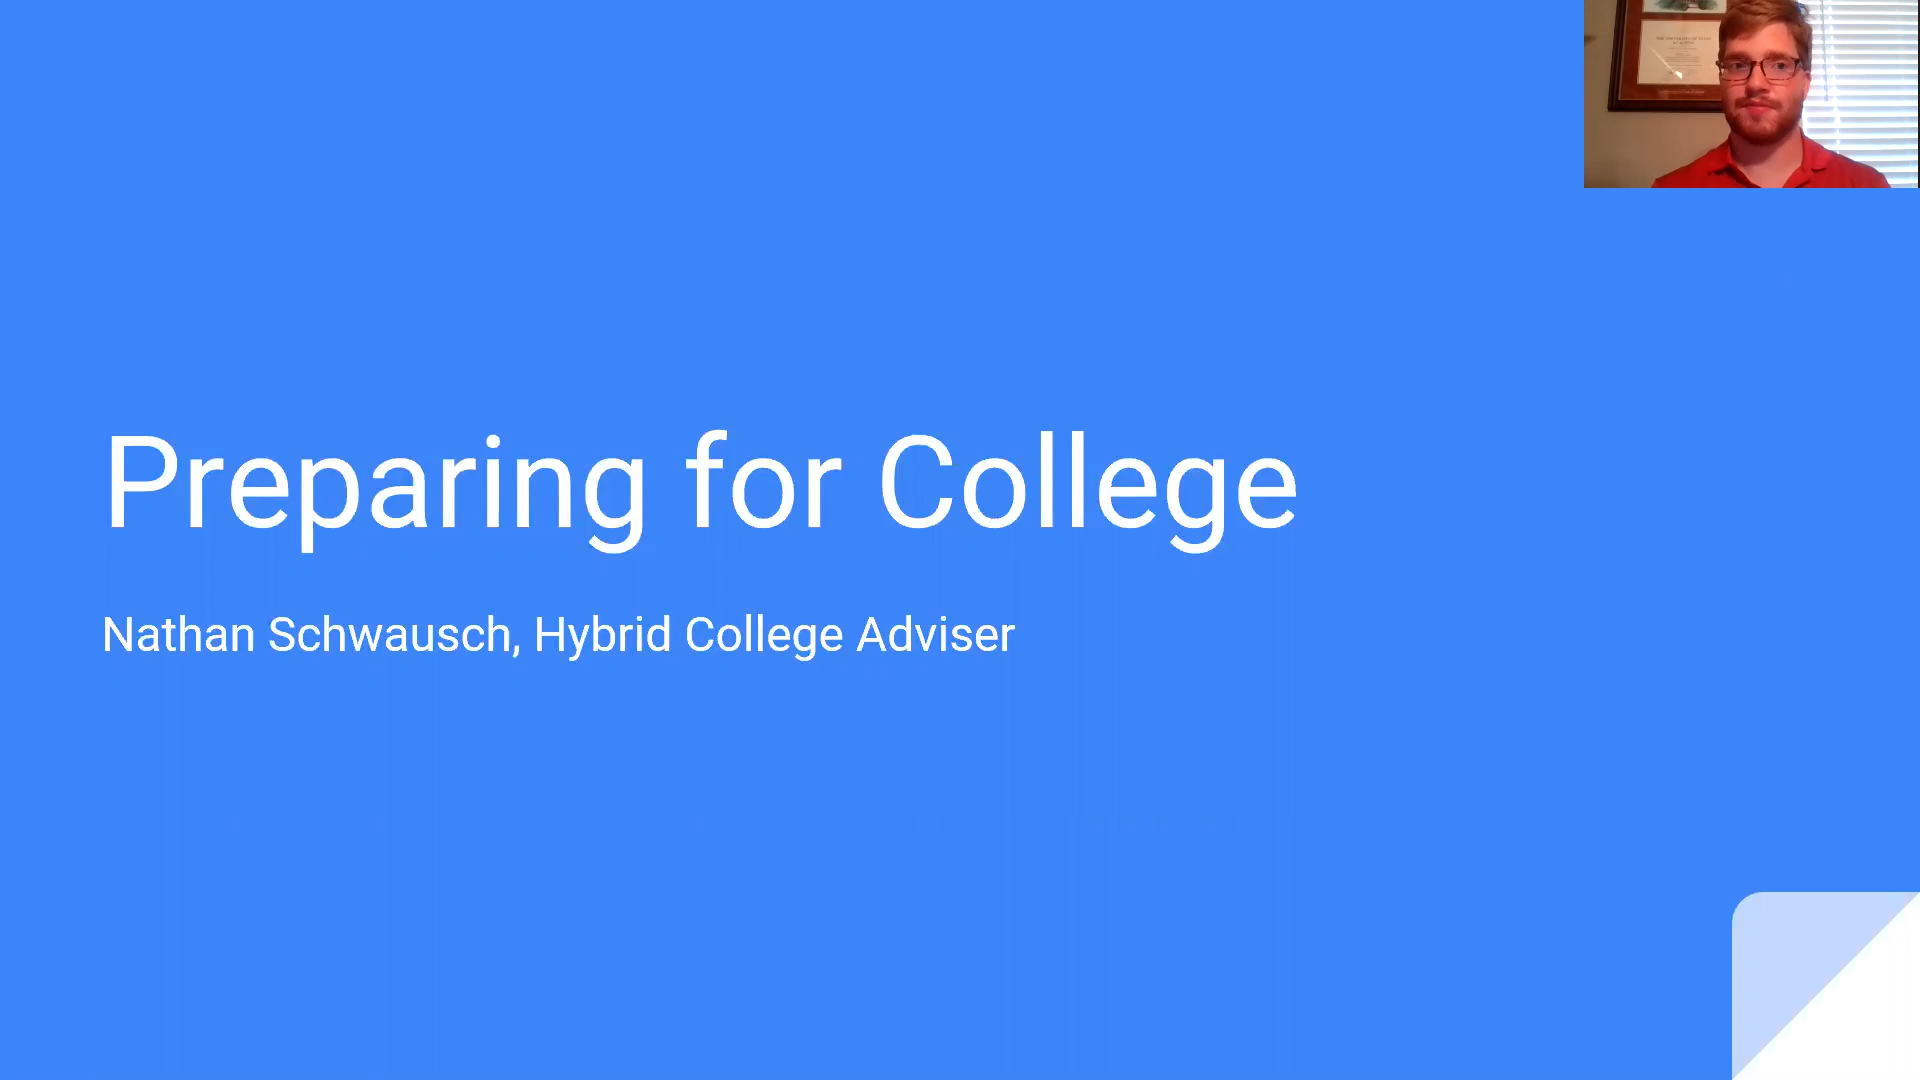 Preparing for College
Nathan Schwausch, Hybrid College Adviser